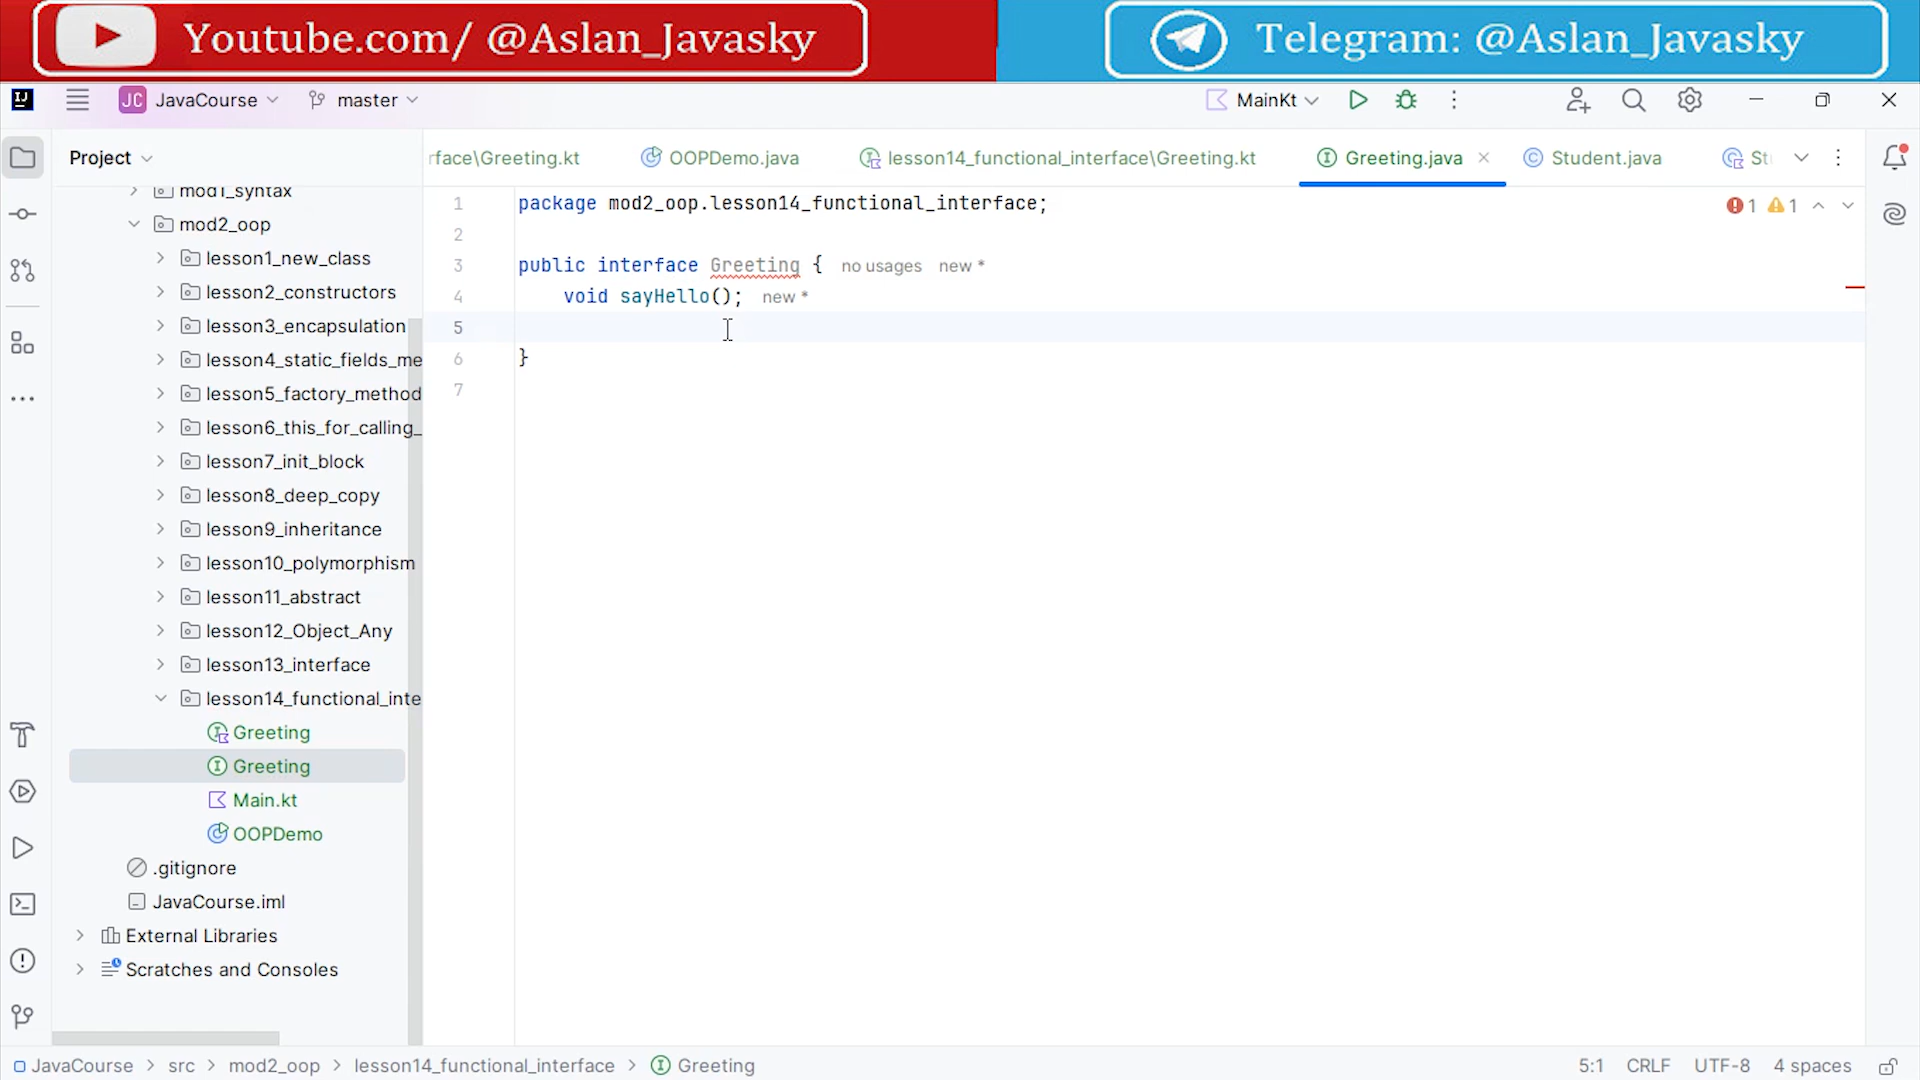 Youtube.com/ @Aslan_Javasky
Telegram: @Aslan_Javasky
JC JavaCourse
master
MainKt
Project
rface\Greeting.kt
OOPDemo.java
lesson14_functional_interface\Greeting.kt
Greeting.java
Student.java
St
mod1_syntax
mod2_oop
lesson1_new_class
lesson2_constructors
lesson3_encapsulation
lesson4_static_fields_me
lesson5_factory_method
lesson6_this_for_calling_
lesson7_init_block
lesson8_deep_copy
lesson9_inheritance
lesson10_polymorphism
lesson11_abstract
lesson12_Object_Any
lesson13_interface
lesson14_functional_inte
Greeting
Greeting
Main.kt
OOPDemo
.gitignore
JavaCourse.iml
External Libraries
Scratches and Consoles
1 package mod2_oop.lesson14_functional_interface;
2
3 public interface Greeting { no usages new *
4 void sayHello(); new *
5
6 }
7
1 1
JavaCourse > src > mod2_oop > lesson14_functional_interface > Greeting
5:1 CRLF UTF-8 4 spaces